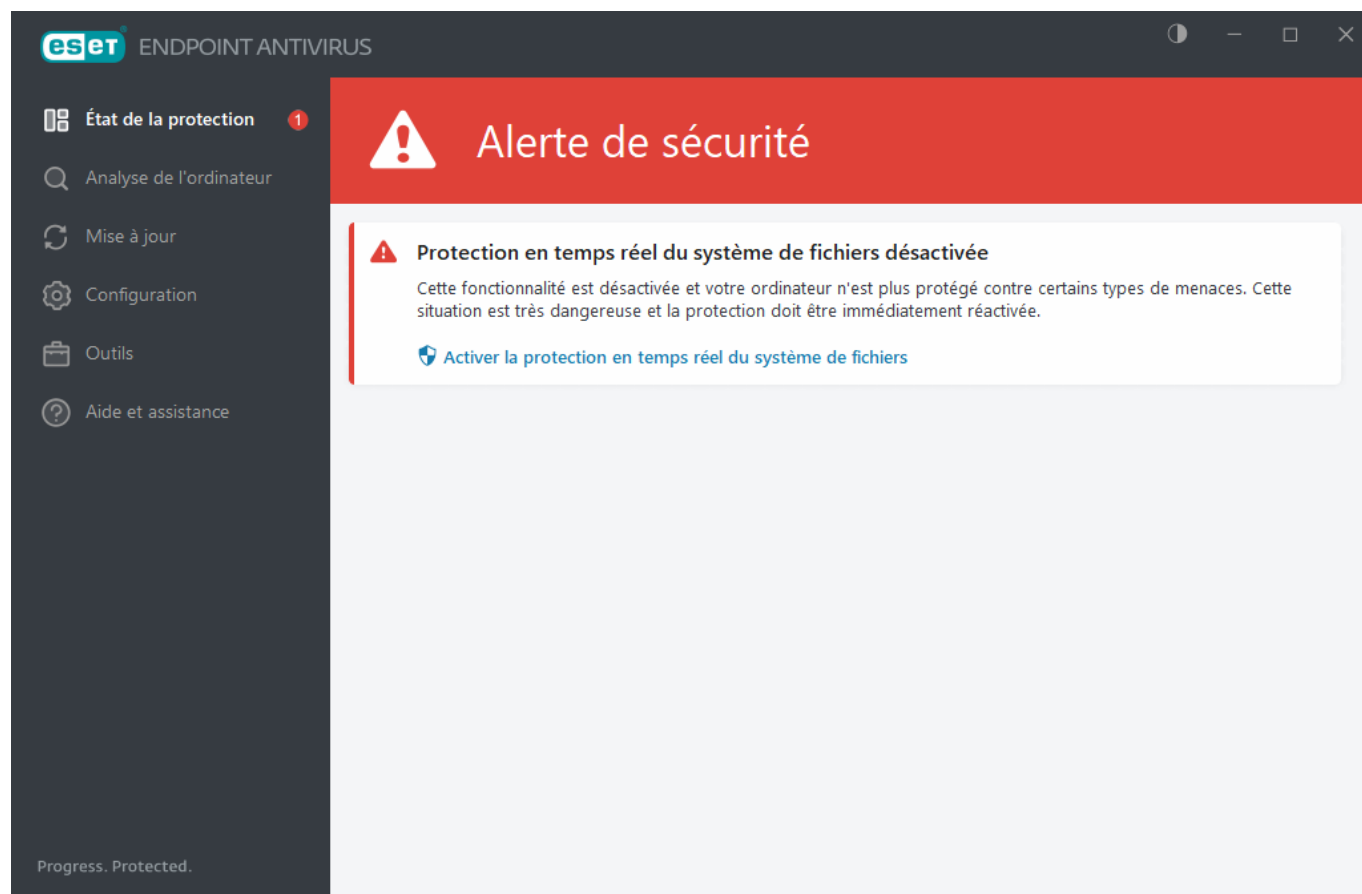 eset ENDPOINT ANTIVIRUS
État de la protection 1
Analyse de l'ordinateur
Mise à jour
Configuration
Outils
Aide et assistance
Progress. Protected.
Alerte de sécurité
Protection en temps réel du système de fichiers désactivée
Cette fonctionnalité est désactivée et votre ordinateur n'est plus protégé contre certains types de menaces. Cette
situation est très dangereuse et la protection doit être immédiatement réactivée.
Activer la protection en temps réel du système de fichiers